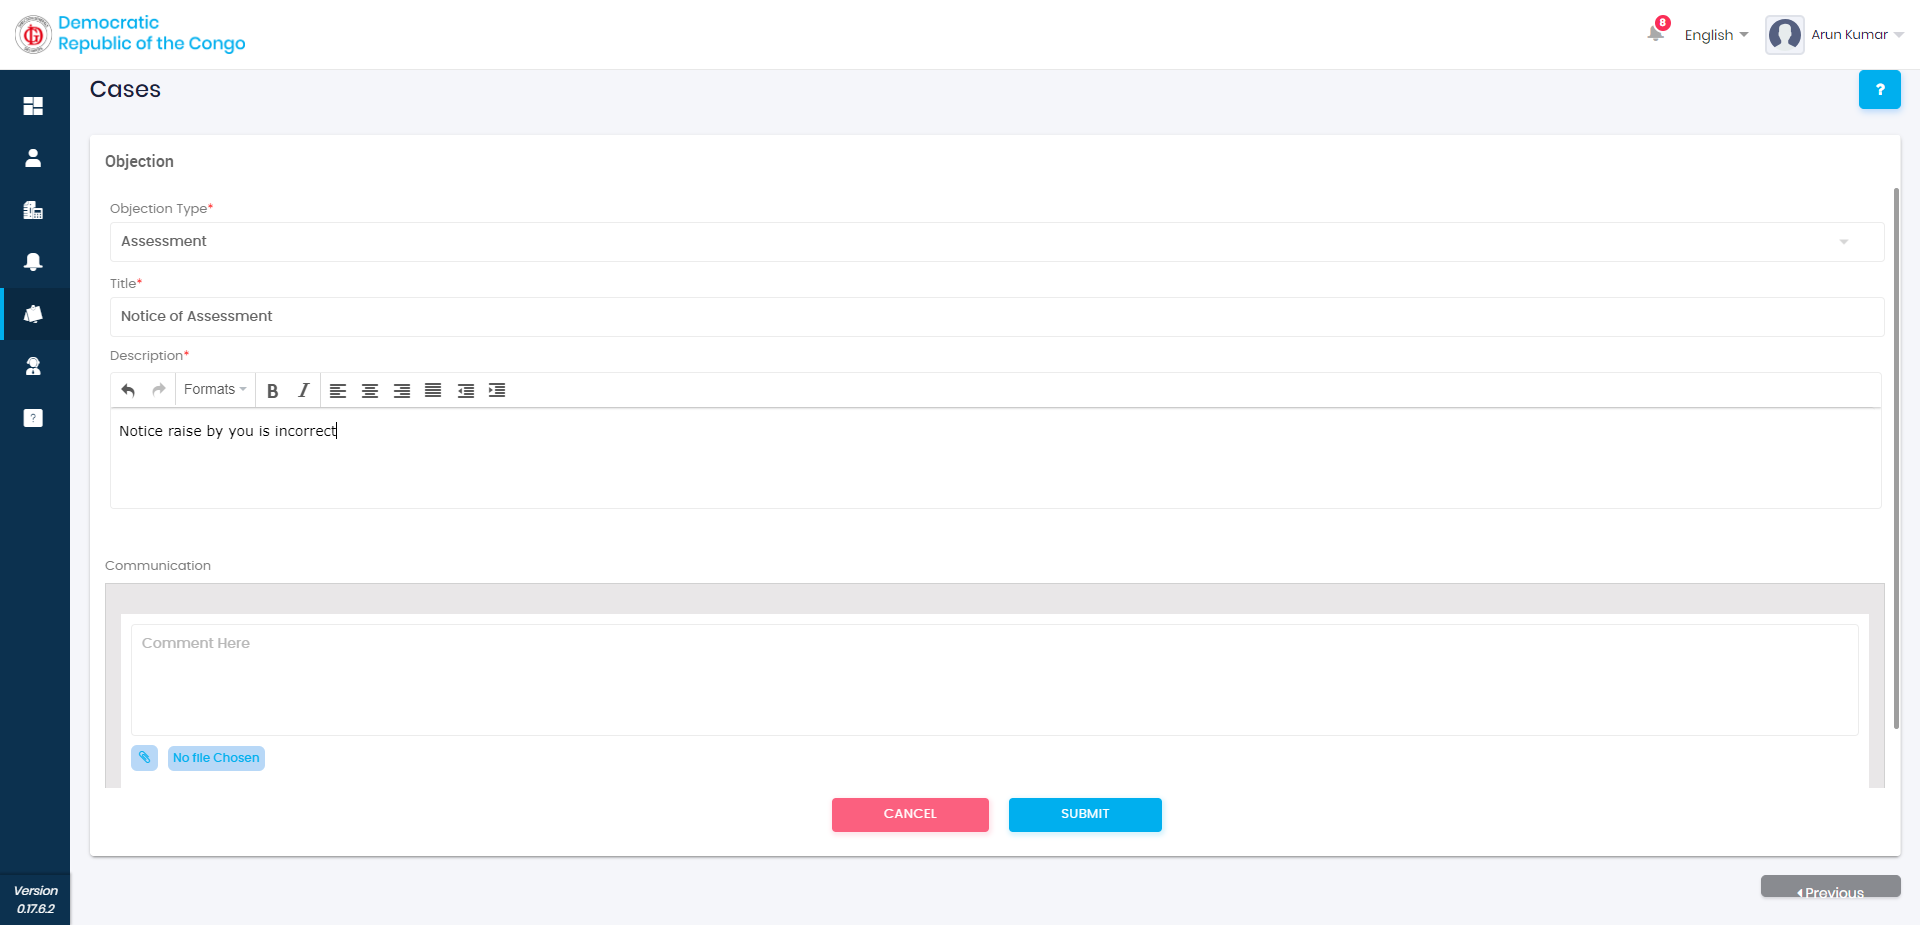 Democratic
Republic of the Congo
8
English
Arun Kumar
Cases
?
Objection
Objection Type*
Assessment
Title*
Notice of Assessment
Description*
Formats
B
I
Notice raise by you is incorrect
Communication
Comment Here
No file Chosen
CANCEL
SUBMIT
Previous
?
Version
0.17.6.2